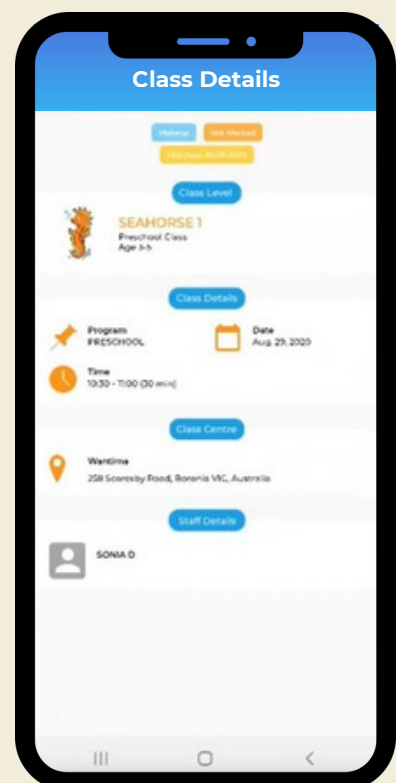 Class Details
Makeup Not Marked
Class Level
SEAHORSE 1
Preschool Class
Age 3-5
Class Details
Program Date
PRESCHOOL Aug. 29, 2020
Time
10:30 - 11:00 (30 min)
Class Centre
Wantirna
258 Scoresby Road, Boronia VIC, Australia
Staff Details
SONIA D